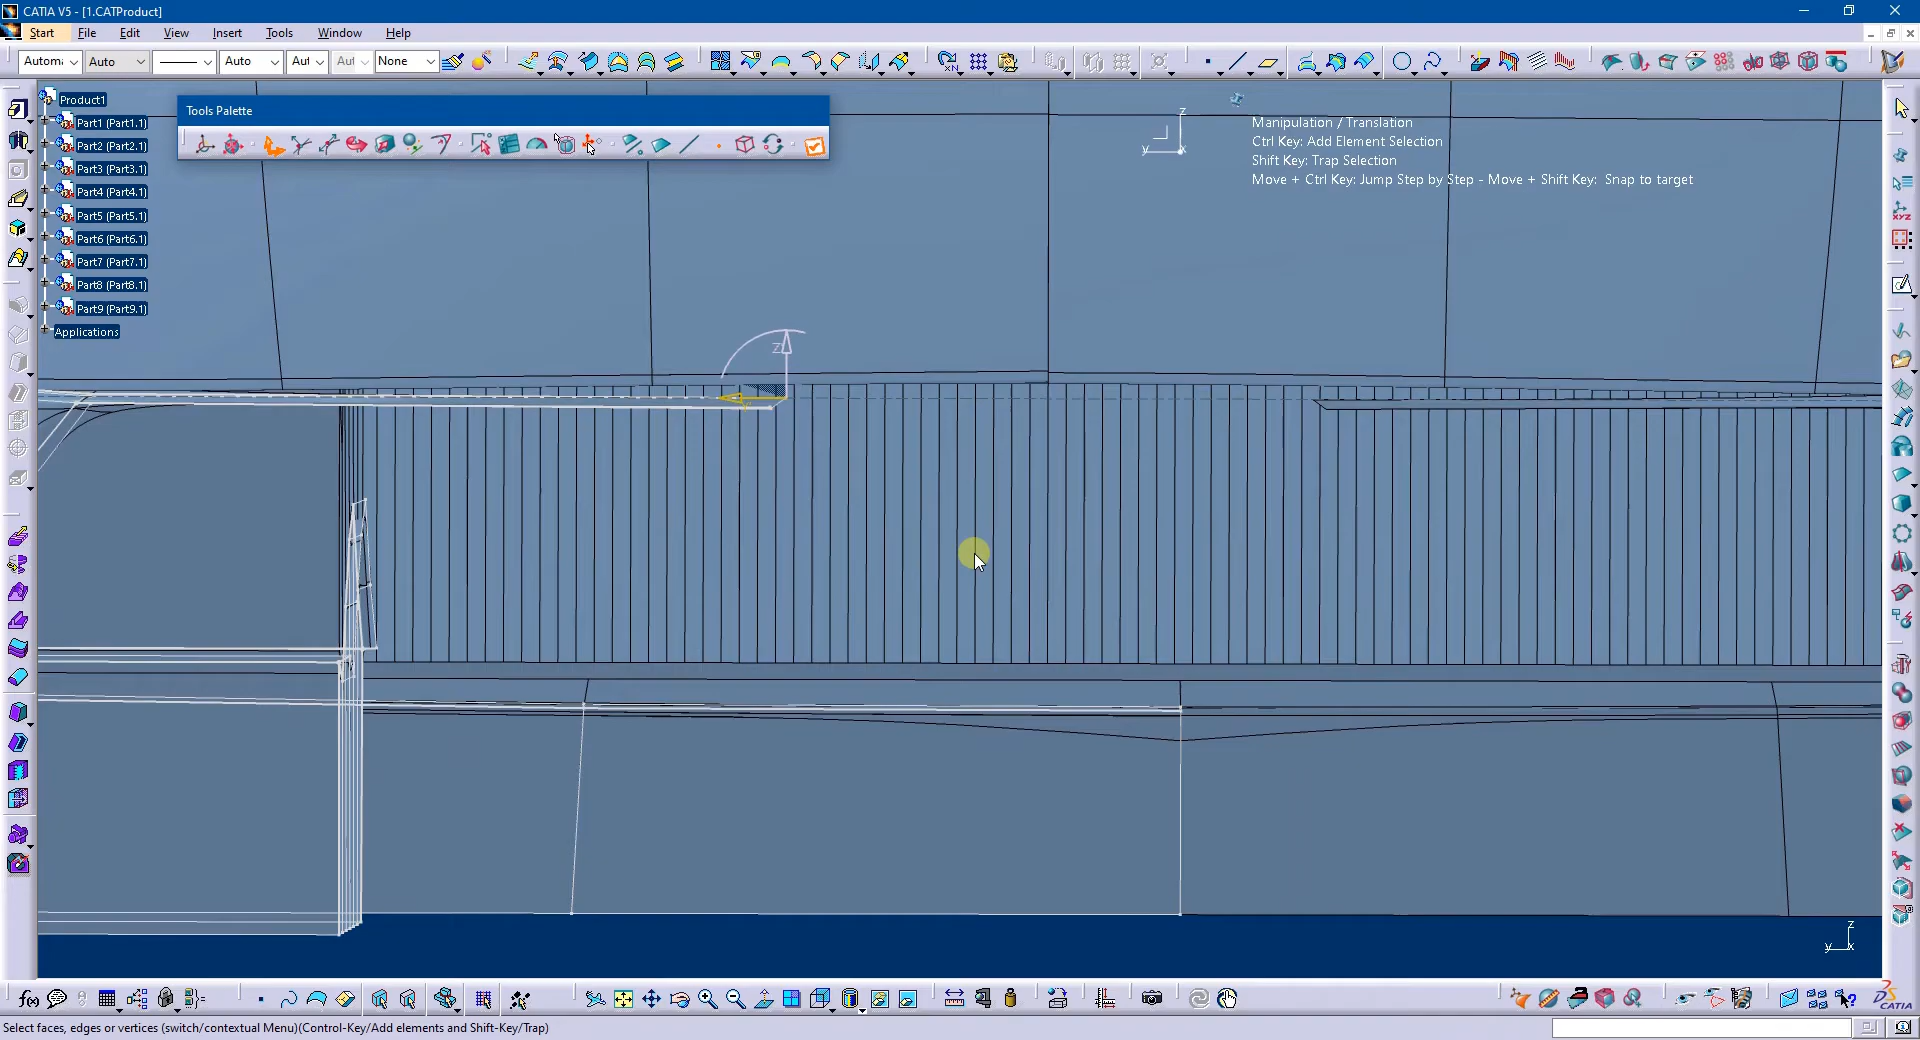 CATIA V5 - [1.CATProduct]
Start File Edit View Insert Tools Window Help
Auto Auto None
Tools Palette
Product1
Part1 (Part1.1)
Part2 (Part2.1)
Part3 (Part3.1)
Part4 (Part4.1)
Part5 (Part5.1)
Part6 (Part6.1)
Part7 (Part7.1)
Part8 (Part8.1)
Part9 (Part9.1)
Applications
z
y x
Manipulation / Translation
Ctrl Key: Add Element Selection
Shift Key: Trap Selection
Move + Ctrl Key: Jump Step by Step - Move + Shift Key: Snap to target
Z
z
y x
f(x)
CATIA
Select faces, edges or vertices (switch/contextual Menu)(Control-Key/Add elements and Shift-Key/Trap)